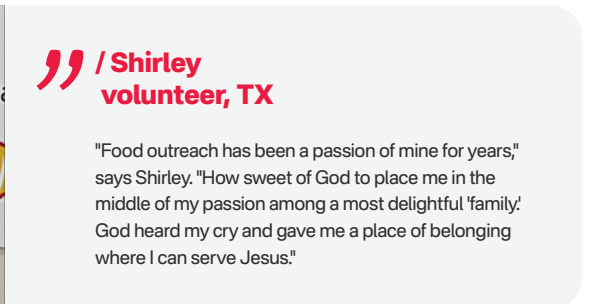 / Shirley
volunteer, TX
"Food outreach has been a passion of mine for years,"
says Shirley. "How sweet of God to place me in the
middle of my passion among a most delightful 'family.'
God heard my cry and gave me a place of belonging
where I can serve Jesus."